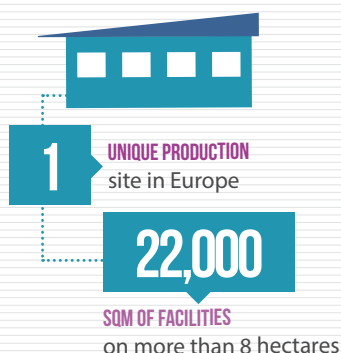 1
UNIQUE PRODUCTION
site in Europe
22,000
SQM OF FACILITIES
on more than 8 hectares